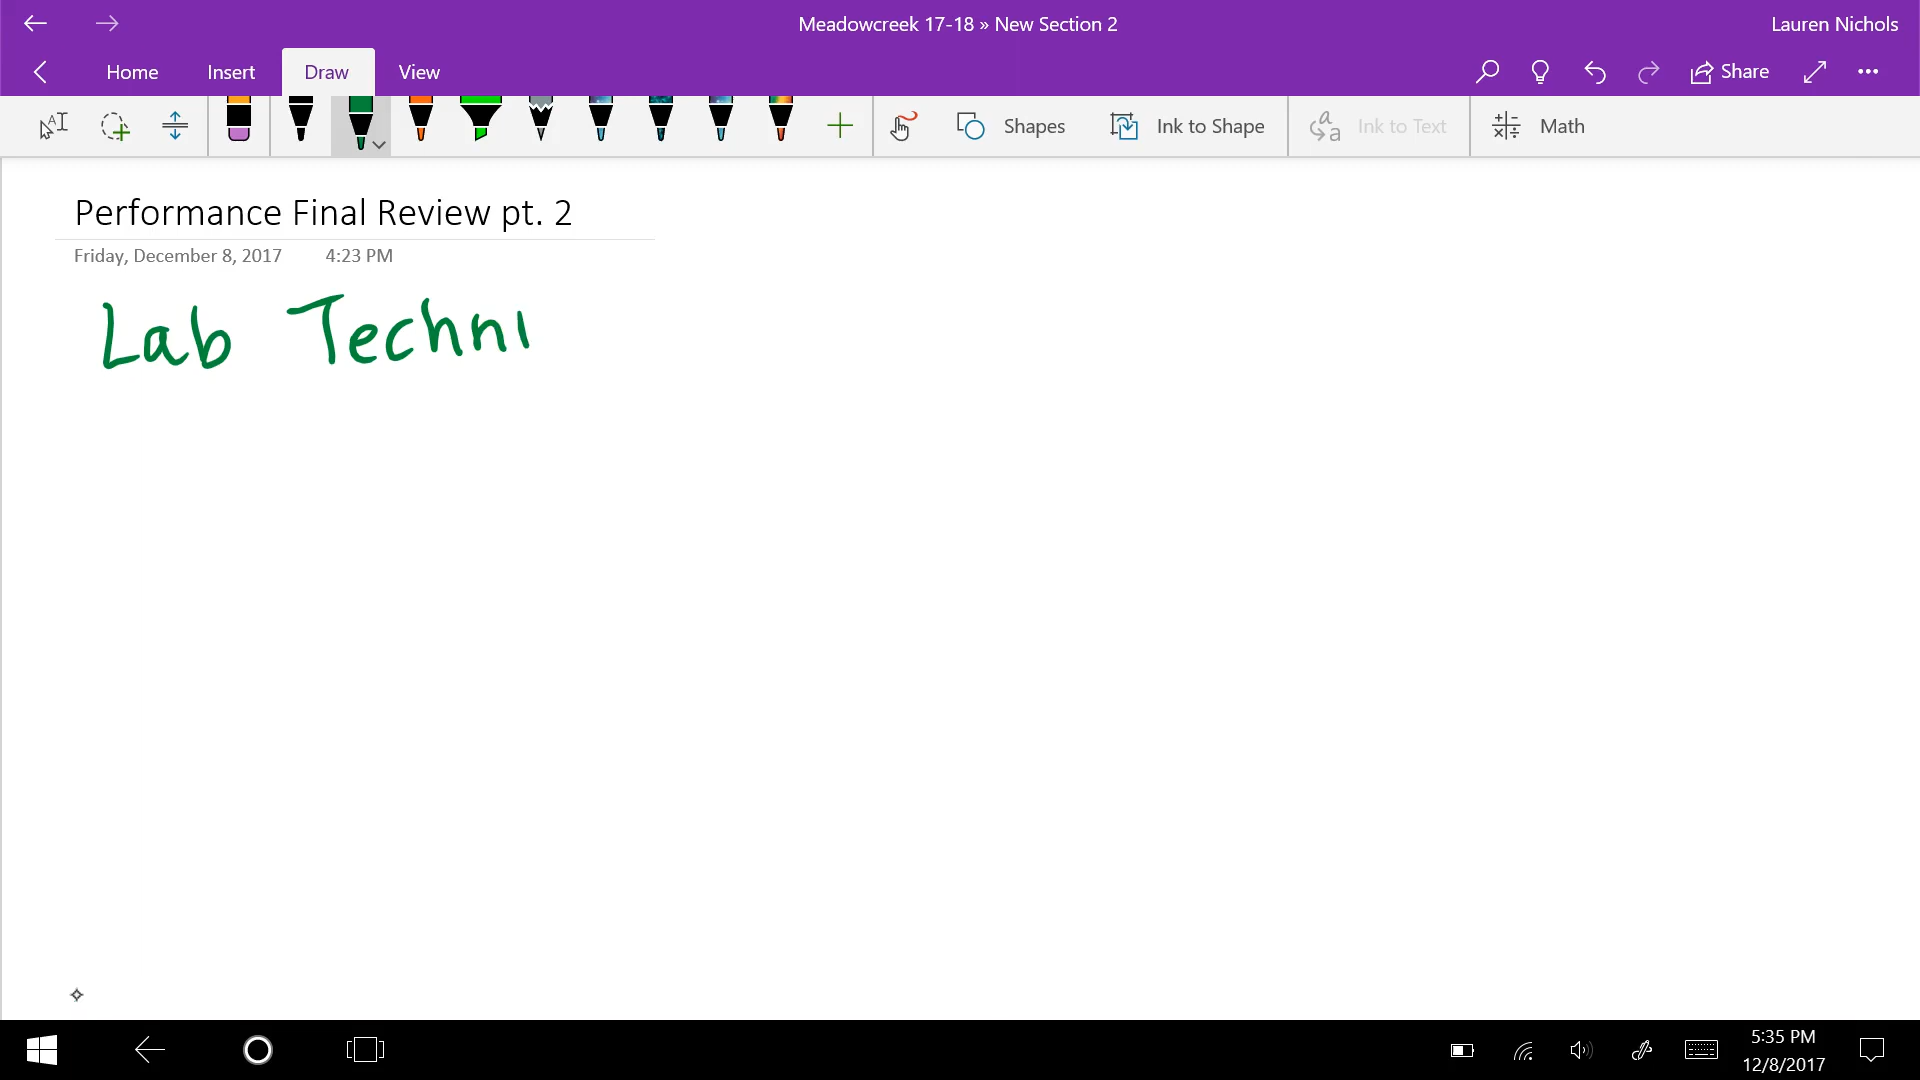 Meadowcreek 17-18 » New Section 2
Lauren Nichols
Home Insert Draw View
Share
Shapes Ink to Shape Ink to Text Math
Performance Final Review pt. 2
Friday, December 8, 2017 4:23 PM
Lab Techni
5:35 PM
12/8/2017